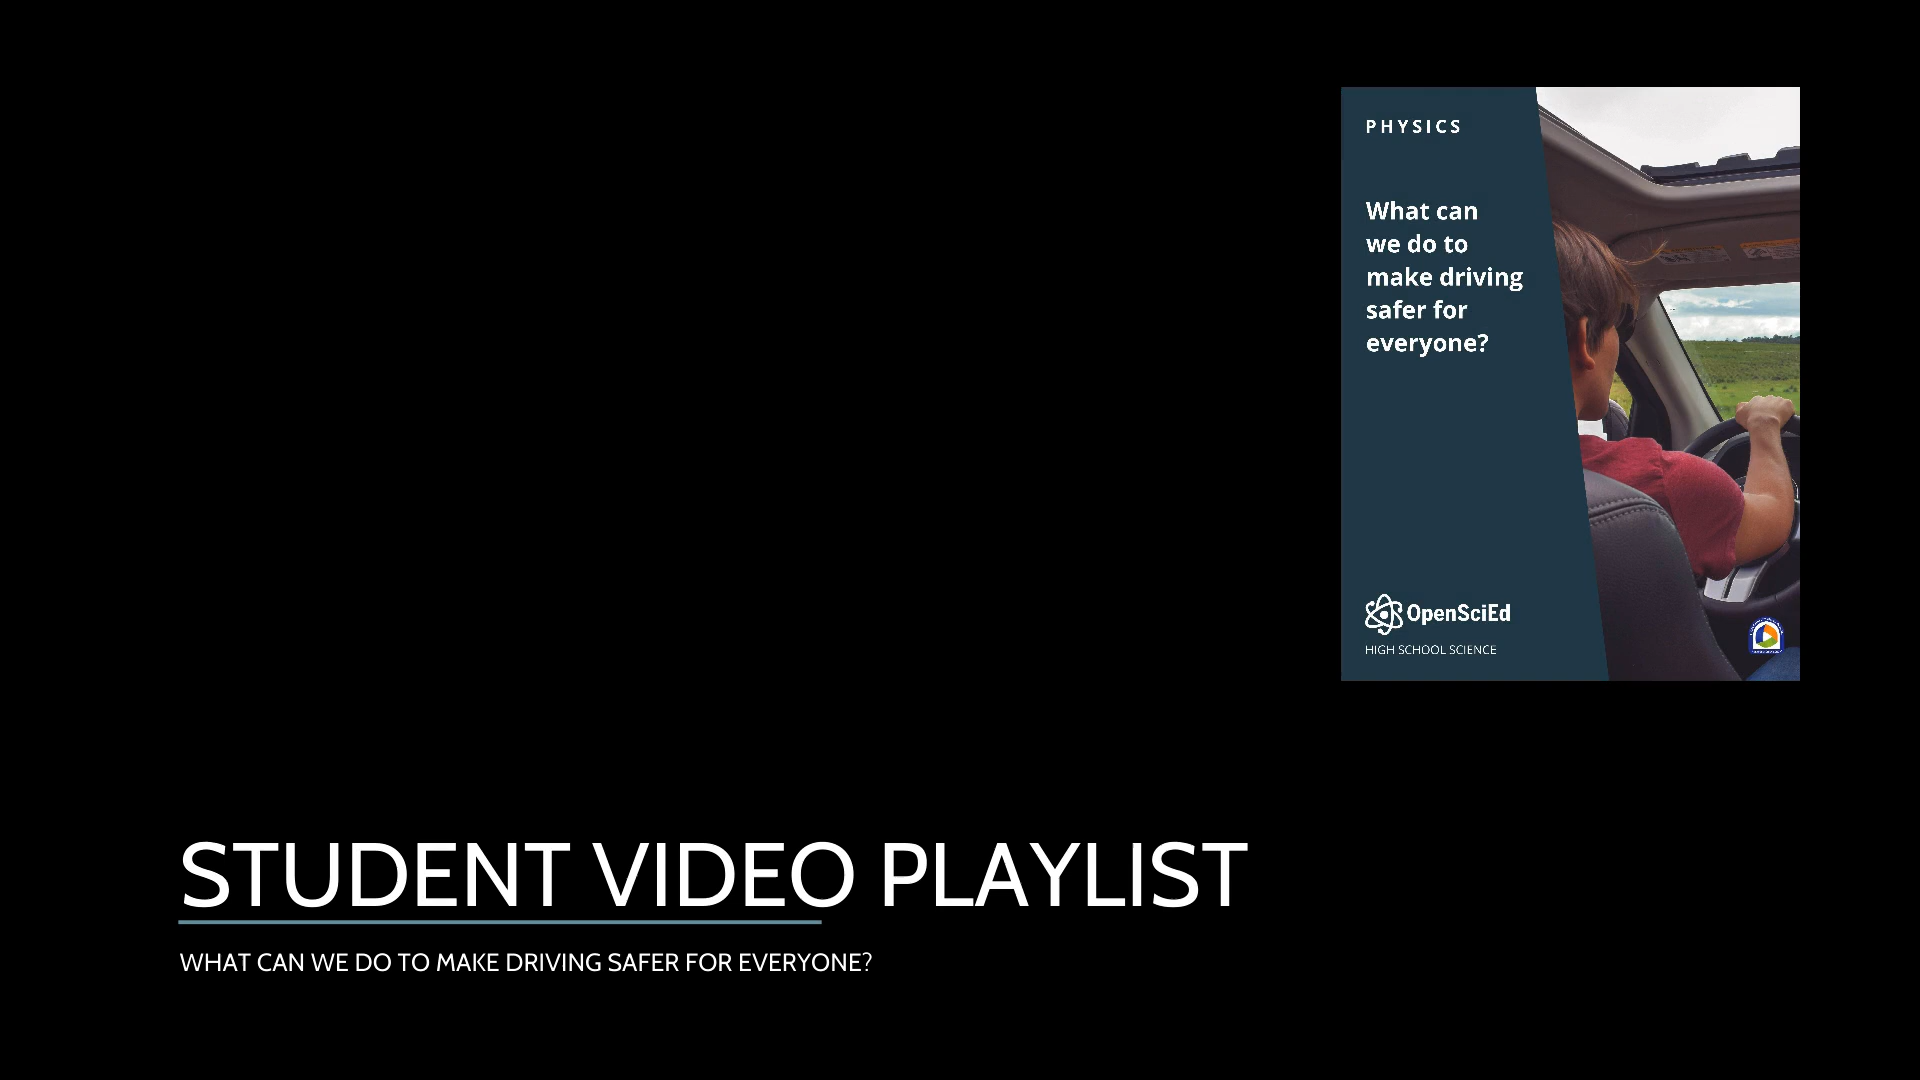 PHYSICS
What can
we do to
make driving
safer for
everyone?
OpenSciEd
HIGH SCHOOL SCIENCE
STUDENT VIDEO PLAYLIST
WHAT CAN WE DO TO MAKE DRIVING SAFER FOR EVERYONE?